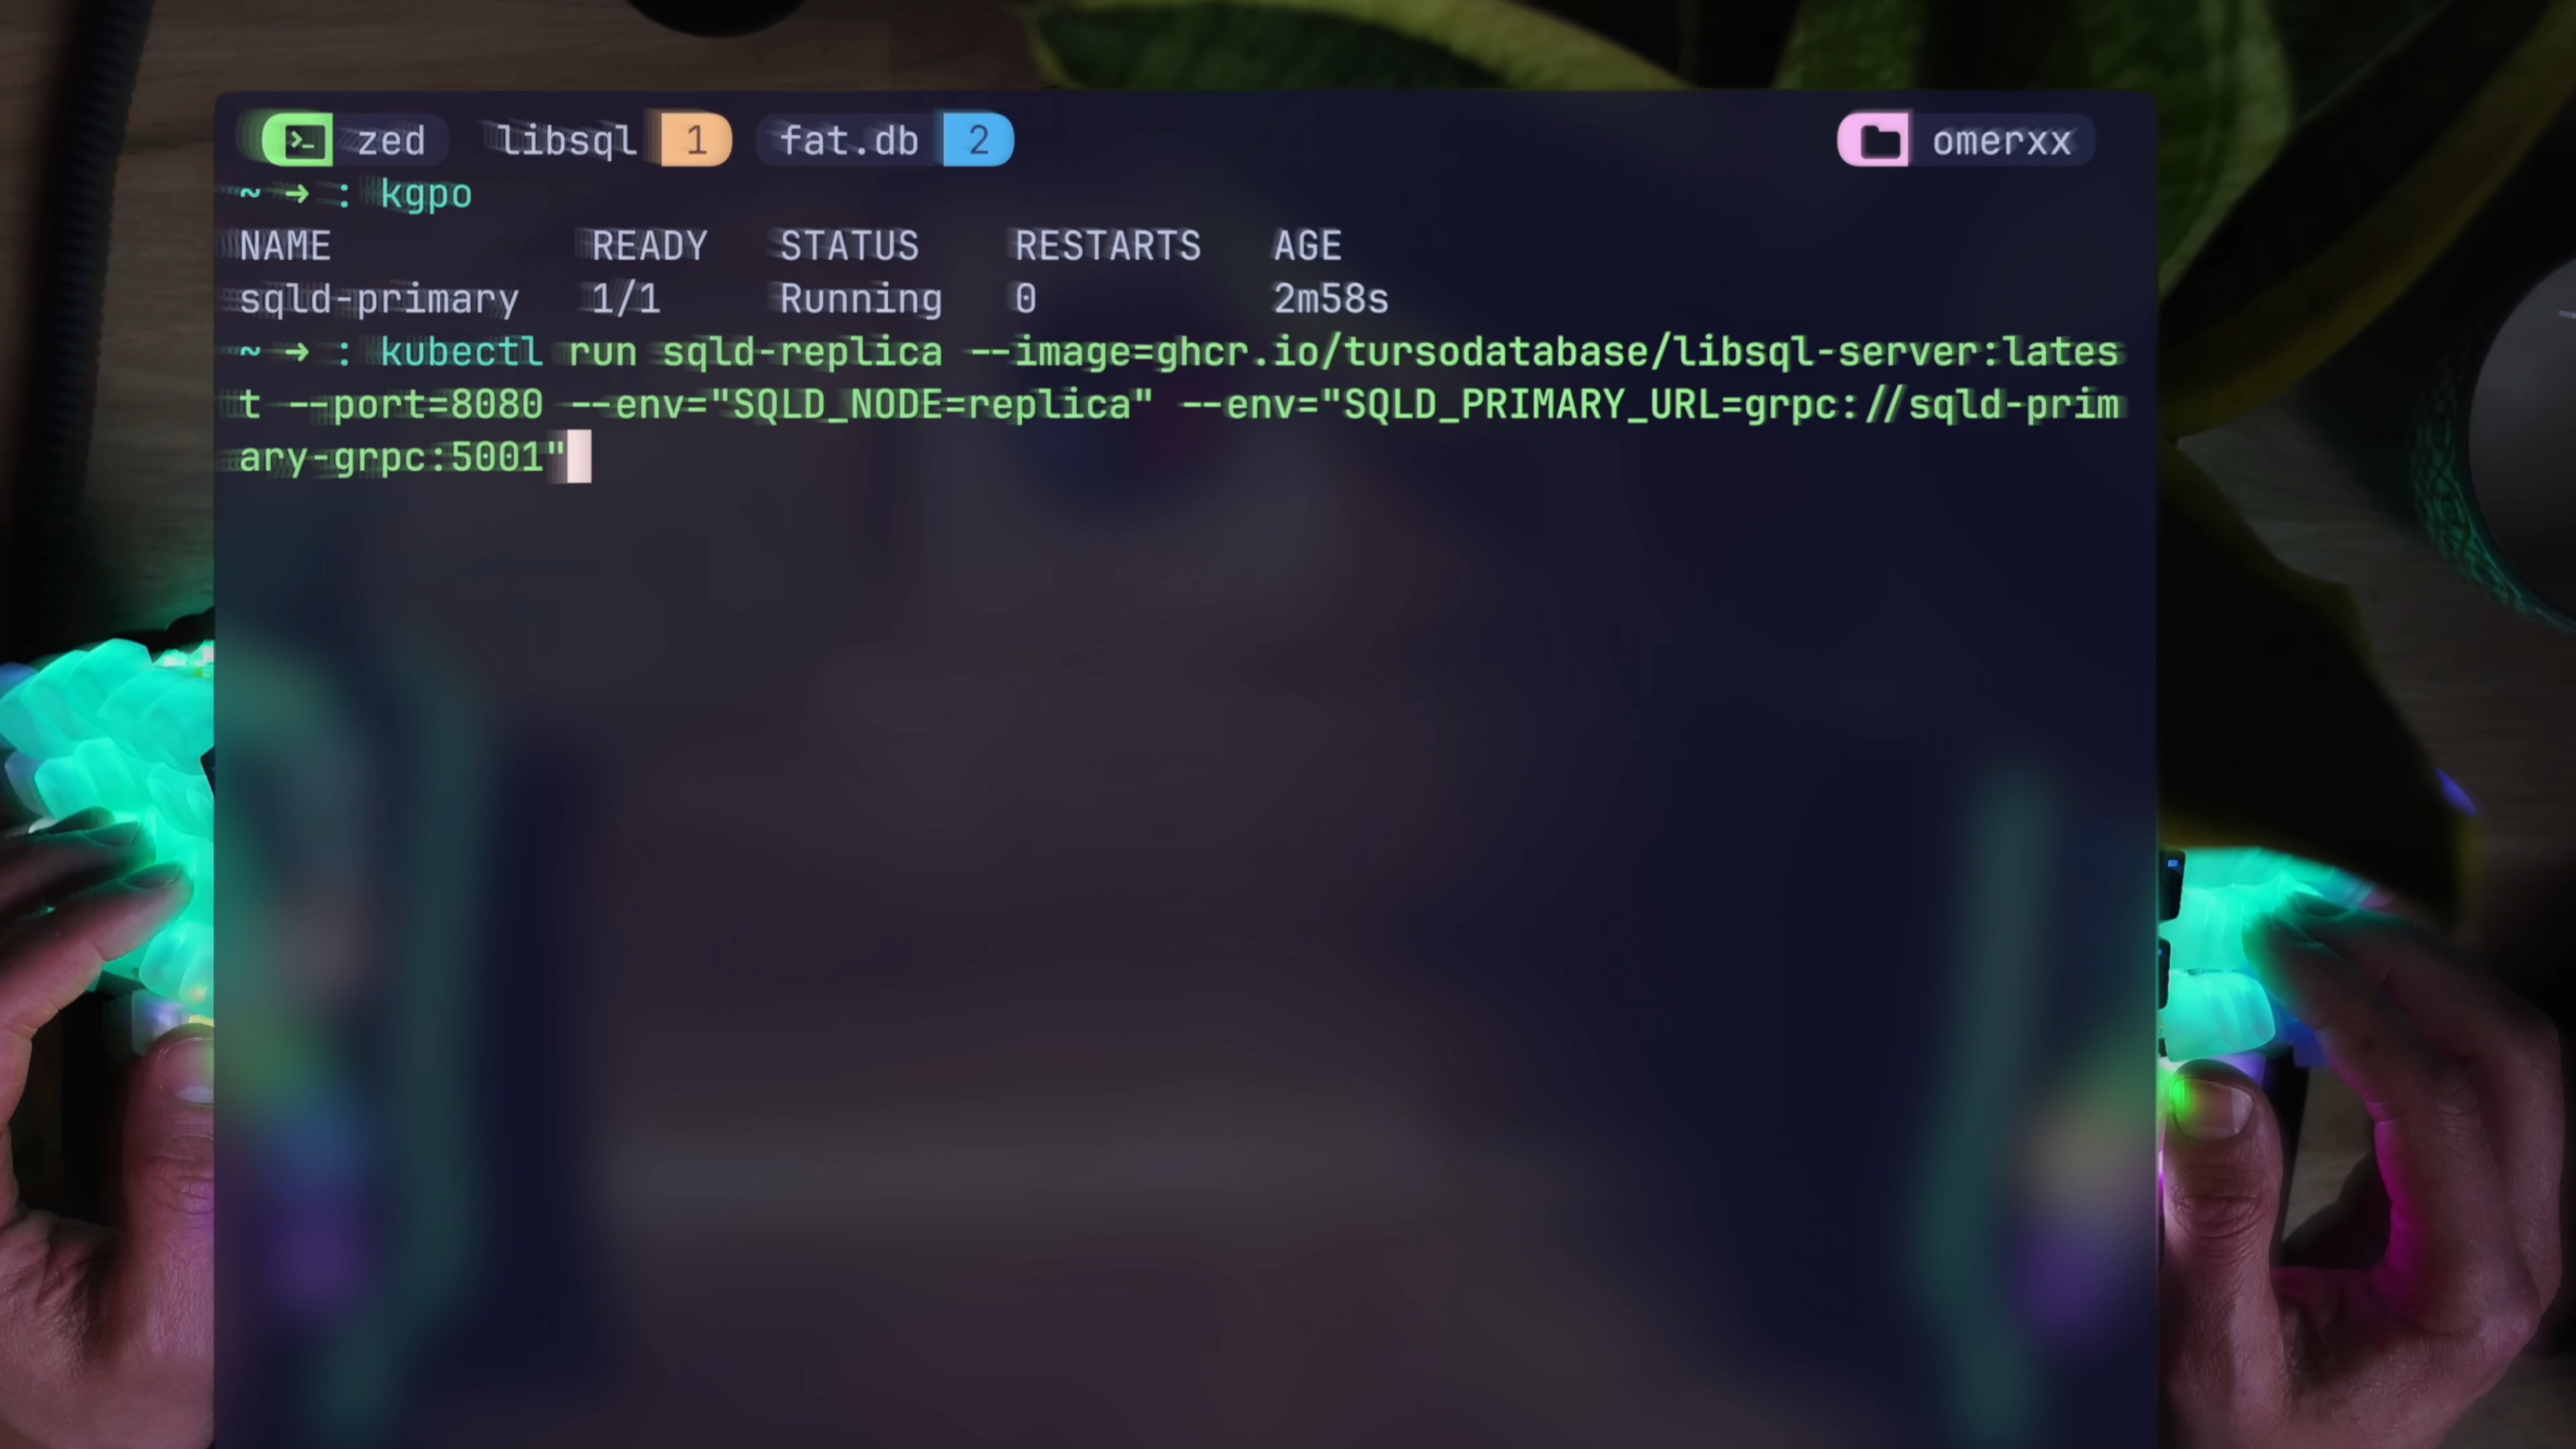 zed libsql 1 fat.db 2 omerxx
~ → : kgpo
NAME READY STATUS RESTARTS AGE
sqld-primary 1/1 Running 0 2m58s
~ → : kubectl run sqld-replica --image=ghcr.io/tursodatabase/libsql-server:lates
t --port=8080 --env="SQLD_NODE=replica" --env="SQLD_PRIMARY_URL=grpc://sqld-prim
ary-grpc:5001"